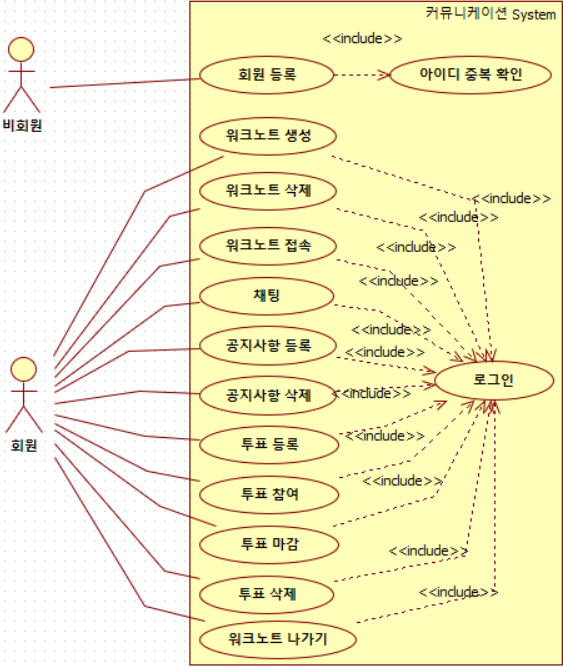 커뮤니케이션 System
<<include>>
회원 등록
아이디 중복 확인
비회원
워크노트 생성
<<include>>
워크노트 삭제
<<include>>
워크노트 접속
<<include>>
<<include>>
채팅
<<include>>
공지사항 등록
<<include>>
로그인
공지사항 삭제
<<include>>
회원
투표 등록
<<include>>
투표 참여
<<include>>
투표 마감
<<include>>
투표 삭제
<<include>>
워크노트 나가기